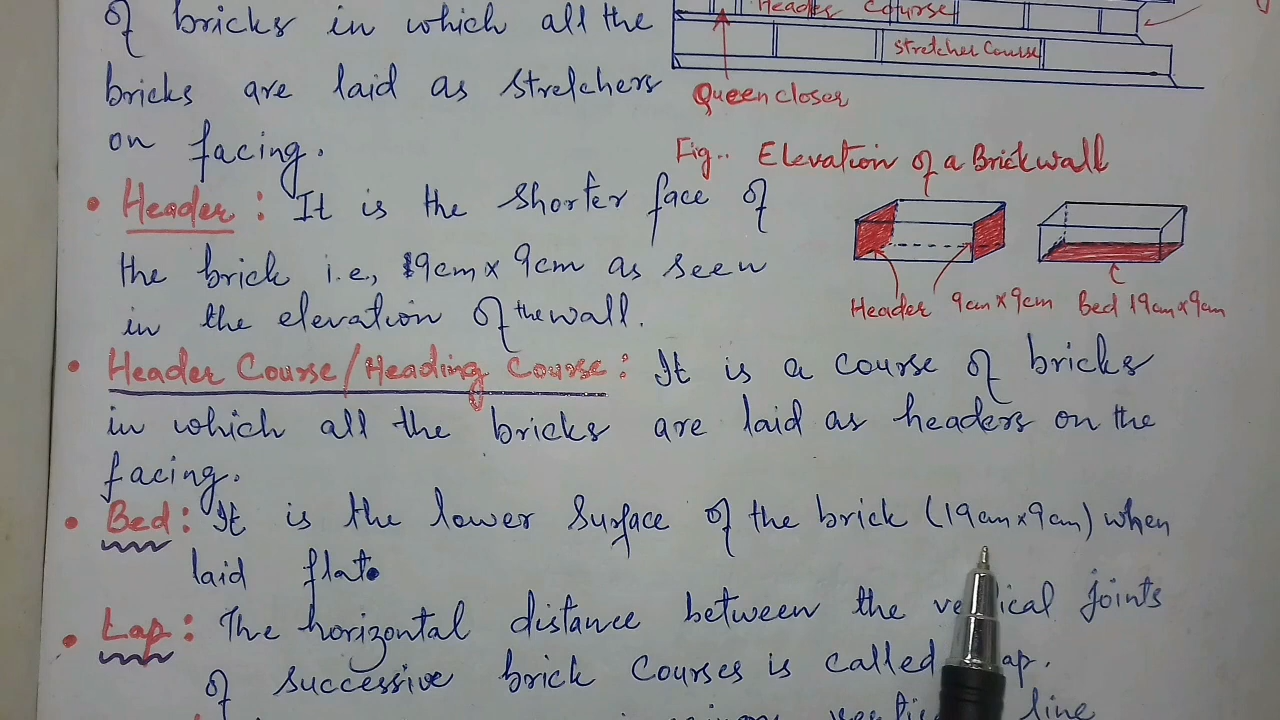 of bricks in which all the
bricks are laid as stretchers
on facing.
Header Course
Stretcher Course
Queen closer
Fig.. Elevation of a Brickwall
• Header : It is the shorter face of
the brick i.e., 9cm x 9cm as seen
in the elevation of the wall.
Header 9cm x 9cm
Bed 19cm x 9cm
• Header Course/Heading Course : It is a course of bricks
in which all the bricks are laid as headers on the
facing.
• Bed : It is the lower surface of the brick (19cm x 9cm) when
laid flat.
• Lap : The horizontal distance between the joints
of successive brick courses is called
line